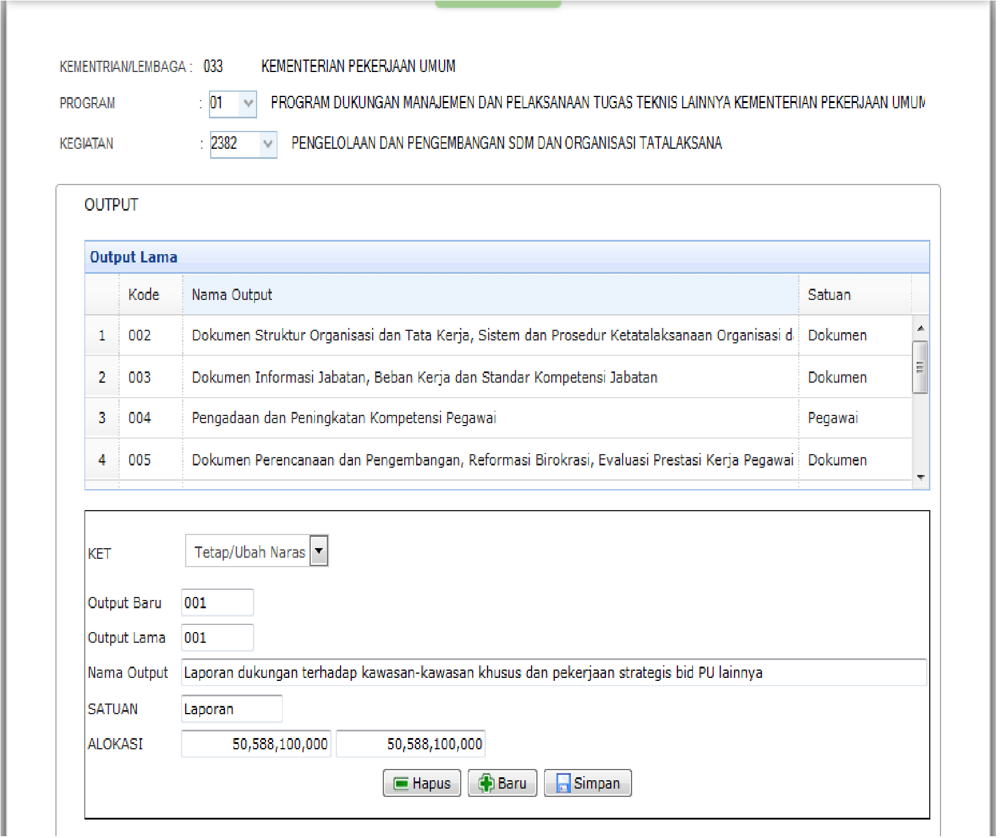 KEMENTRIAN/LEMBAGA : 033 KEMENTERIAN PEKERJAAN UMUM
PROGRAM : 01 PROGRAM DUKUNGAN MANAJEMEN DAN PELAKSANAAN TUGAS TEKNIS LAINNYA KEMENTERIAN PEKERJAAN UMUM
KEGIATAN : 2382 PENGELOLAAN DAN PENGEMBANGAN SDM DAN ORGANISASI TATALAKSANA
OUTPUT
Output Lama
Kode Nama Output Satuan
1 002 Dokumen Struktur Organisasi dan Tata Kerja, Sistem dan Prosedur Ketatalaksanaan Organisasi d Dokumen
2 003 Dokumen Informasi Jabatan, Beban Kerja dan Standar Kompetensi Jabatan Dokumen
3 004 Pengadaan dan Peningkatan Kompetensi Pegawai Pegawai
4 005 Dokumen Perencanaan dan Pengembangan, Reformasi Birokrasi, Evaluasi Prestasi Kerja Pegawai Dokumen
KET Tetap/Ubah Naras
Output Baru 001
Output Lama 001
Nama Output Laporan dukungan terhadap kawasan-kawasan khusus dan pekerjaan strategis bid PU lainnya
SATUAN Laporan
ALOKASI 50,588,100,000 50,588,100,000
Hapus Baru Simpan